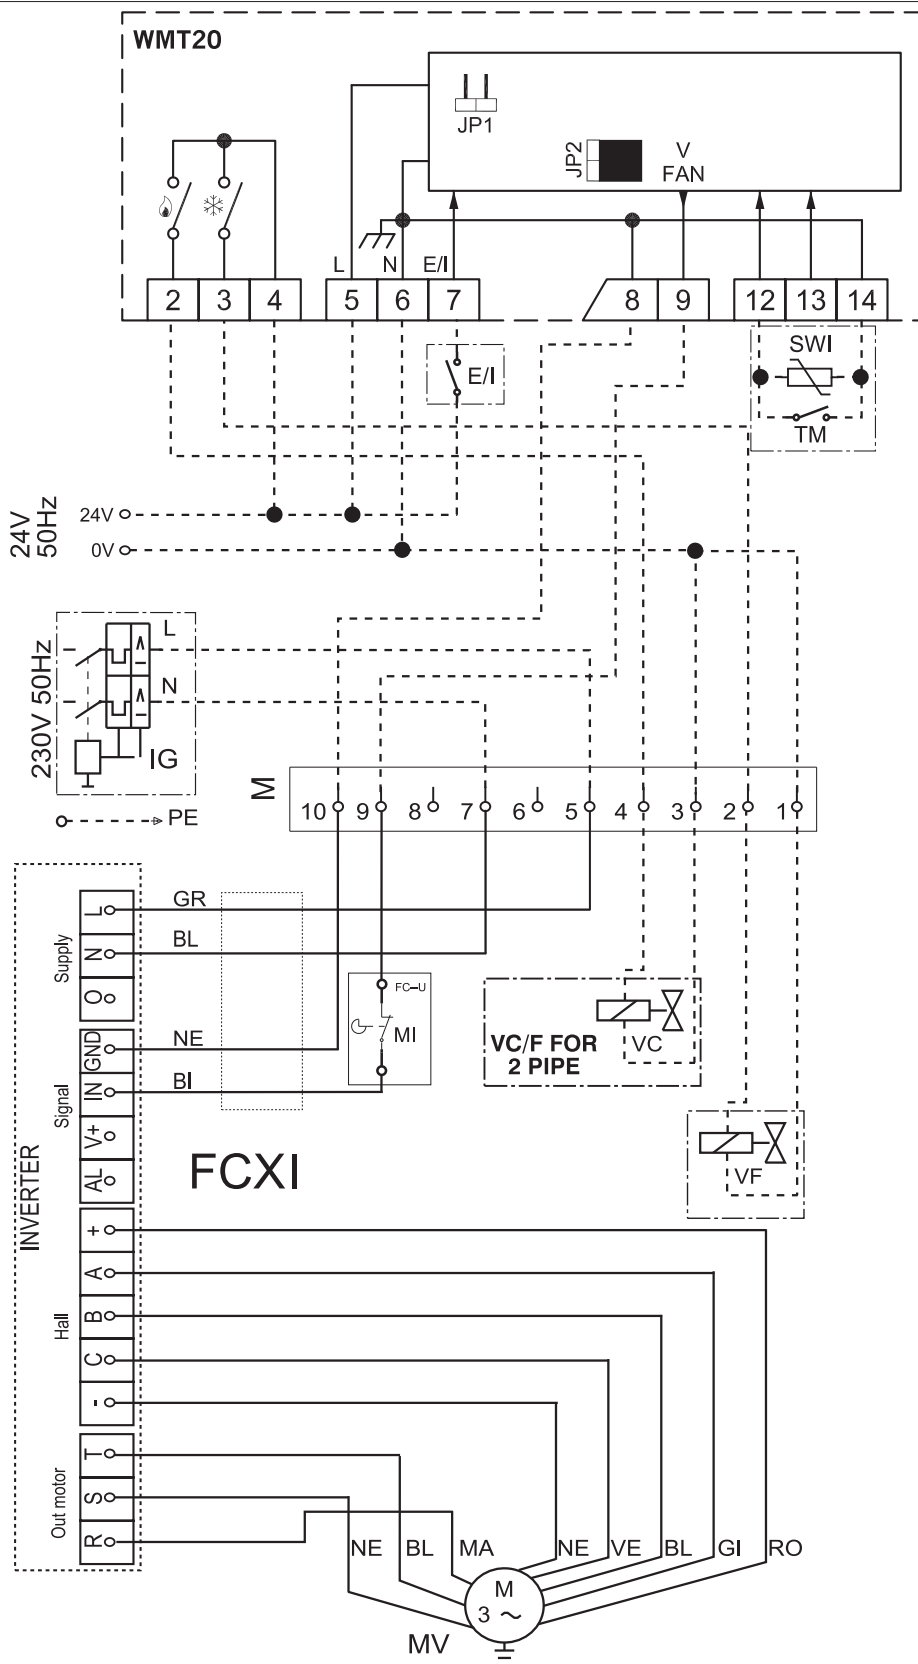 WMT20
JP1
JP2
V
FAN
L N E/I
2 3 4 5 6 7 8 9 12 13 14
SWI
E/I
TM
24V
50Hz
24V
0V
230V 50Hz
L
N
IG
PE
M
10 9 8 7 6 5 4 3 2 1
INVERTER
Supply
L
N
O
GR
BL
Signal
GND
IN
V+
AL
NE
BI
FC-U
MI
VC/F FOR
2 PIPE
VC
VF
FCXI
Hall
+
A
B
C
-
Out motor
T
S
R
NE BL MA NE VE BL GI RO
M
3 ~
MV